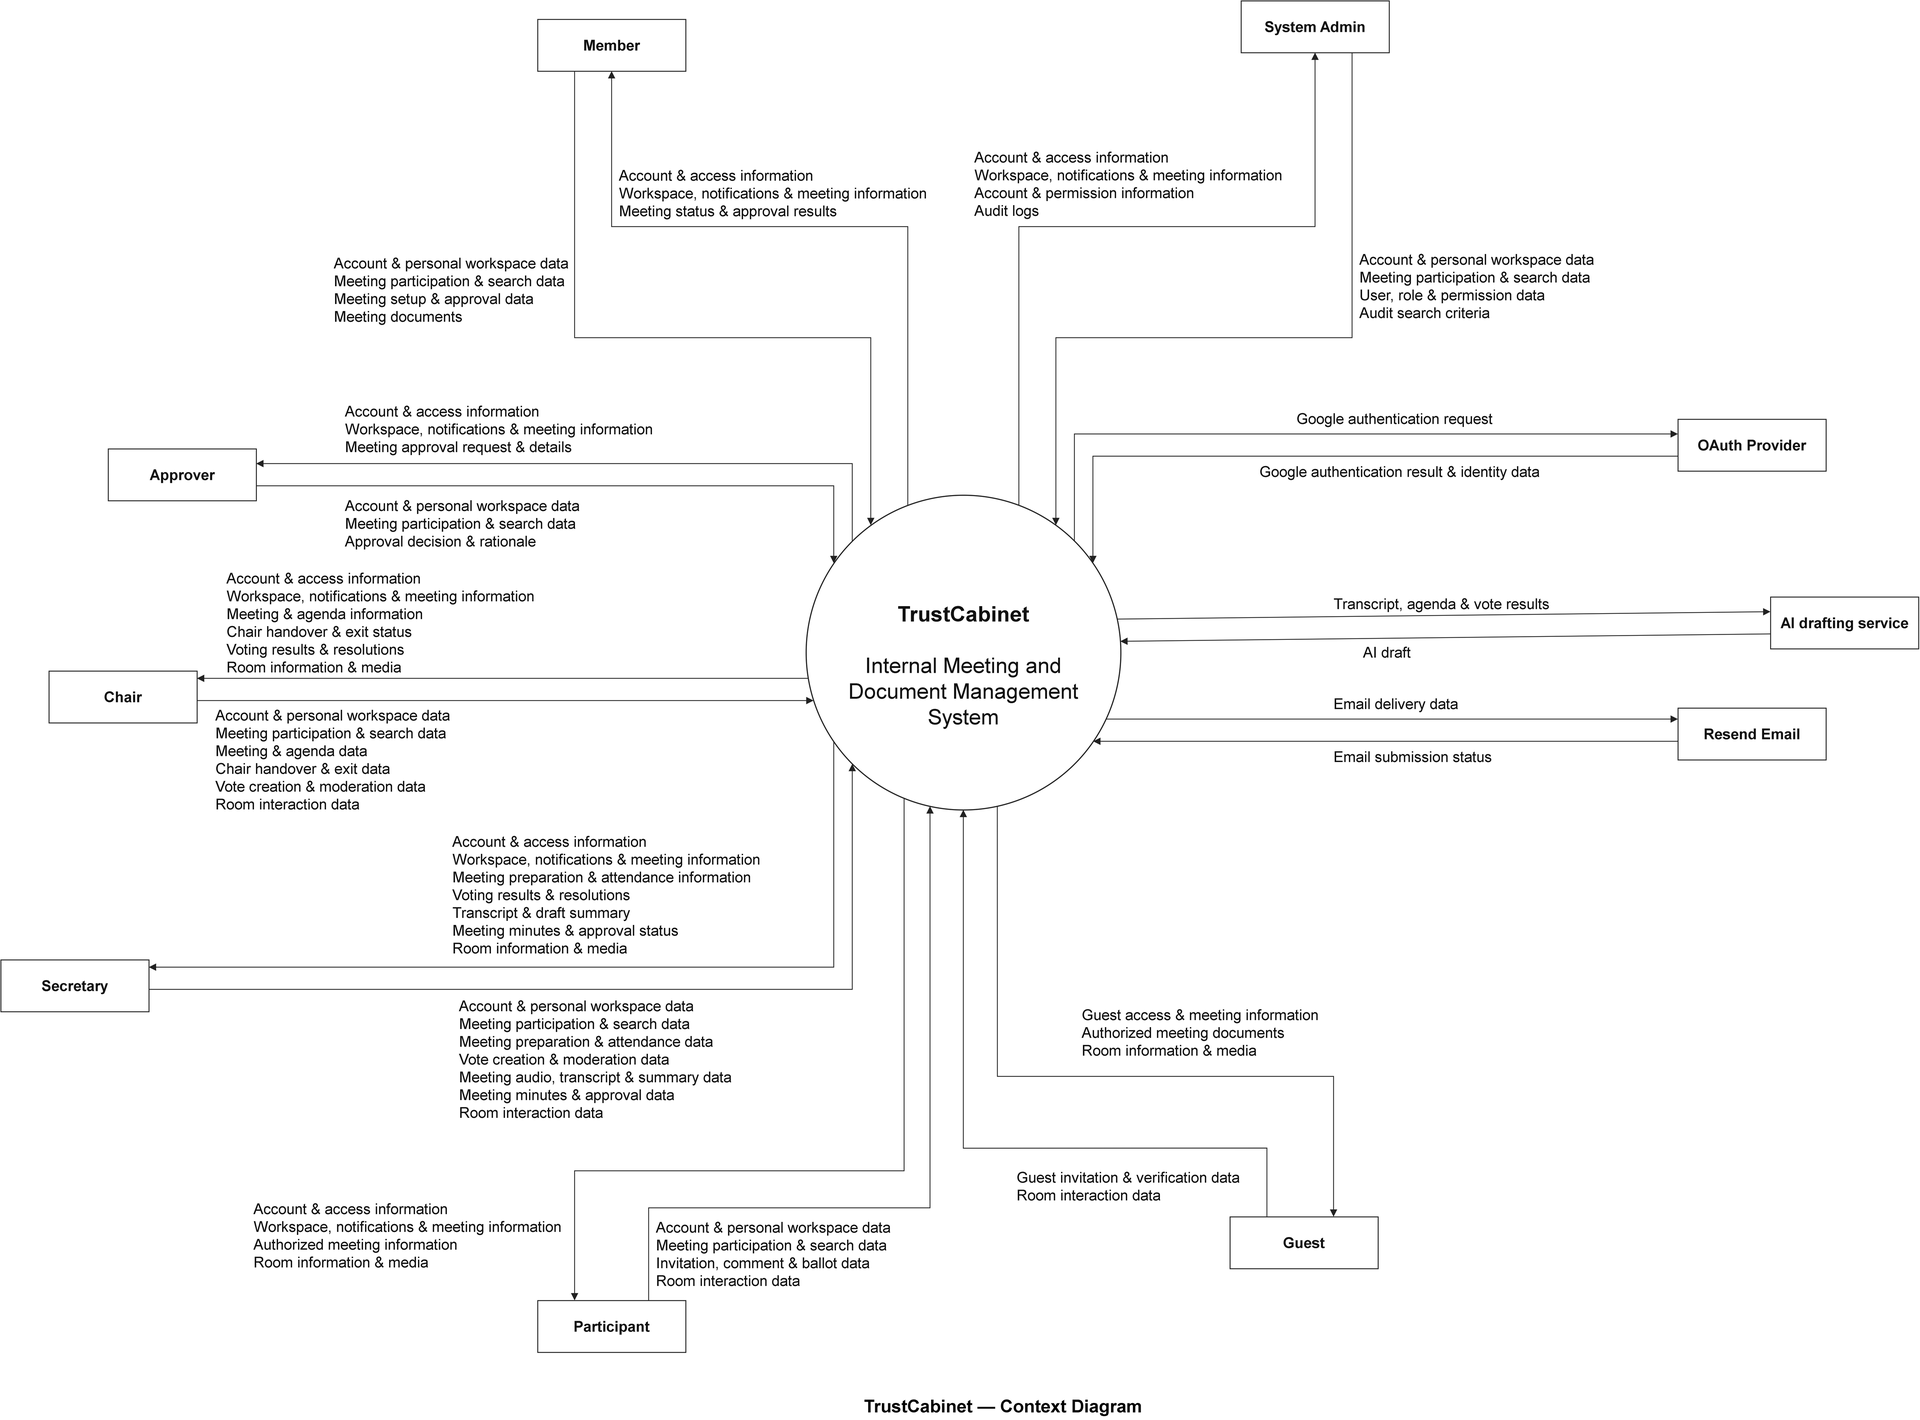 Member
System Admin
Account & access information
Workspace, notifications & meeting information
Meeting status & approval results
Account & access information
Workspace, notifications & meeting information
Account & permission information
Audit logs
Account & personal workspace data
Meeting participation & search data
Meeting setup & approval data
Meeting documents
Account & personal workspace data
Meeting participation & search data
User, role & permission data
Audit search criteria
Account & access information
Workspace, notifications & meeting information
Meeting approval request & details
Approver
Account & personal workspace data
Meeting participation & search data
Approval decision & rationale
Google authentication request
OAuth Provider
Google authentication result & identity data
Account & access information
Workspace, notifications & meeting information
Meeting & agenda information
Chair handover & exit status
Voting results & resolutions
Room information & media
Chair
Account & personal workspace data
Meeting participation & search data
Meeting & agenda data
Chair handover & exit data
Vote creation & moderation data
Room interaction data
TrustCabinet
Internal Meeting and
Document Management
System
Transcript, agenda & vote results
AI drafting service
AI draft
Email delivery data
Resend Email
Email submission status
Account & access information
Workspace, notifications & meeting information
Meeting preparation & attendance information
Voting results & resolutions
Transcript & draft summary
Meeting minutes & approval status
Room information & media
Secretary
Account & personal workspace data
Meeting participation & search data
Meeting preparation & attendance data
Vote creation & moderation data
Meeting audio, transcript & summary data
Meeting minutes & approval data
Room interaction data
Guest access & meeting information
Authorized meeting documents
Room information & media
Guest invitation & verification data
Room interaction data
Guest
Account & access information
Workspace, notifications & meeting information
Authorized meeting information
Room information & media
Account & personal workspace data
Meeting participation & search data
Invitation, comment & ballot data
Room interaction data
Participant
TrustCabinet — Context Diagram